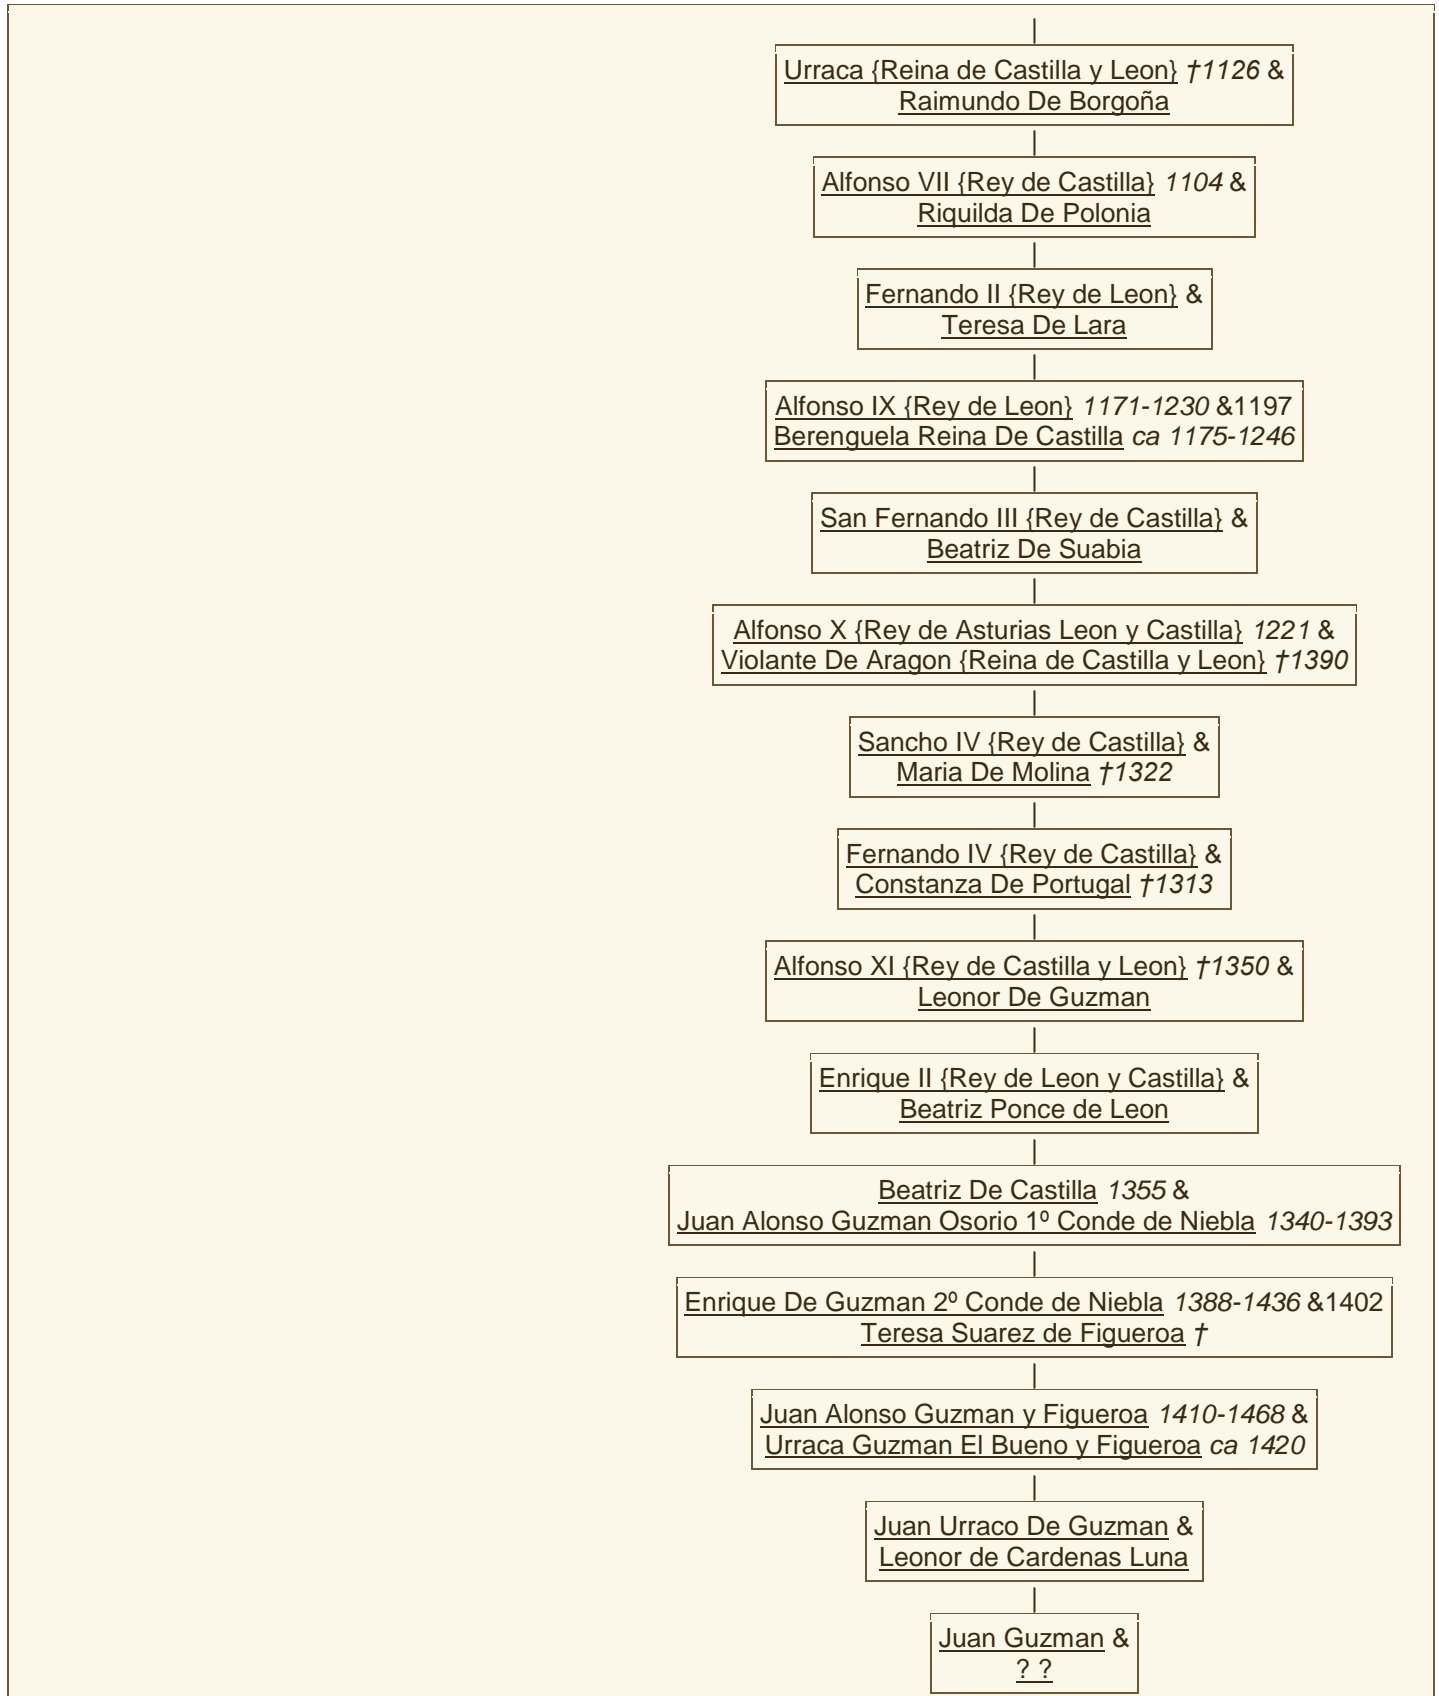 Urraca {Reina de Castilla y Leon} †1126 &
Raimundo De Borgoña
Alfonso VII {Rey de Castilla} 1104 &
Riquilda De Polonia
Fernando II {Rey de Leon} &
Teresa De Lara
Alfonso IX {Rey de Leon} 1171-1230 &1197
Berenguela Reina De Castilla ca 1175-1246
San Fernando III {Rey de Castilla} &
Beatriz De Suabia
Alfonso X {Rey de Asturias Leon y Castilla} 1221 &
Violante De Aragon {Reina de Castilla y Leon} †1390
Sancho IV {Rey de Castilla} &
Maria De Molina †1322
Fernando IV {Rey de Castilla} &
Constanza De Portugal †1313
Alfonso XI {Rey de Castilla y Leon} †1350 &
Leonor De Guzman
Enrique II {Rey de Leon y Castilla} &
Beatriz Ponce de Leon
Beatriz De Castilla 1355 &
Juan Alonso Guzman Osorio 1º Conde de Niebla 1340-1393
Enrique De Guzman 2º Conde de Niebla 1388-1436 &1402
Teresa Suarez de Figueroa †
Juan Alonso Guzman y Figueroa 1410-1468 &
Urraca Guzman El Bueno y Figueroa ca 1420
Juan Urraco De Guzman &
Leonor de Cardenas Luna
Juan Guzman &
? ?